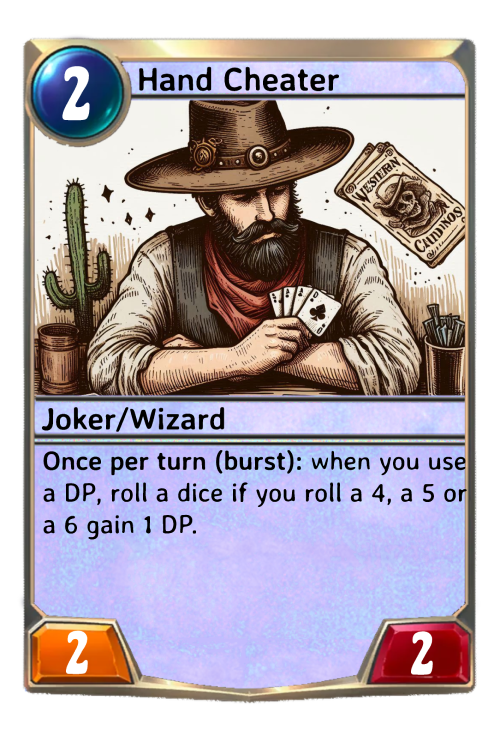 2
Hand Cheater
WESTERN
Joker/Wizard
Once per turn (burst): when you use
a DP, roll a dice if you roll a 4, a 5 or
a 6 gain 1 DP.
2
2